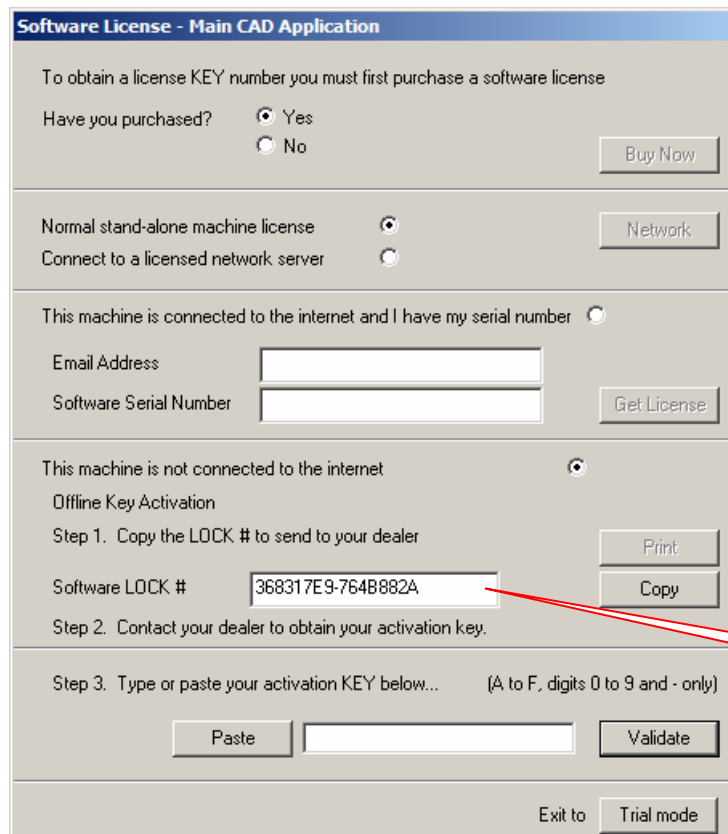 Software License - Main CAD Application
To obtain a license KEY number you must first purchase a software license
Have you purchased? Yes
No
Buy Now
Normal stand-alone machine license
Network
Connect to a licensed network server
This machine is connected to the internet and I have my serial number
Email Address
Software Serial Number
Get License
This machine is not connected to the internet
Offline Key Activation
Step 1. Copy the LOCK # to send to your dealer
Print
Software LOCK # 368317E9-764B882A Copy
Step 2. Contact your dealer to obtain your activation key.
Step 3. Type or paste your activation KEY below... (A to F, digits 0 to 9 and - only)
Paste Validate
Exit to Trial mode